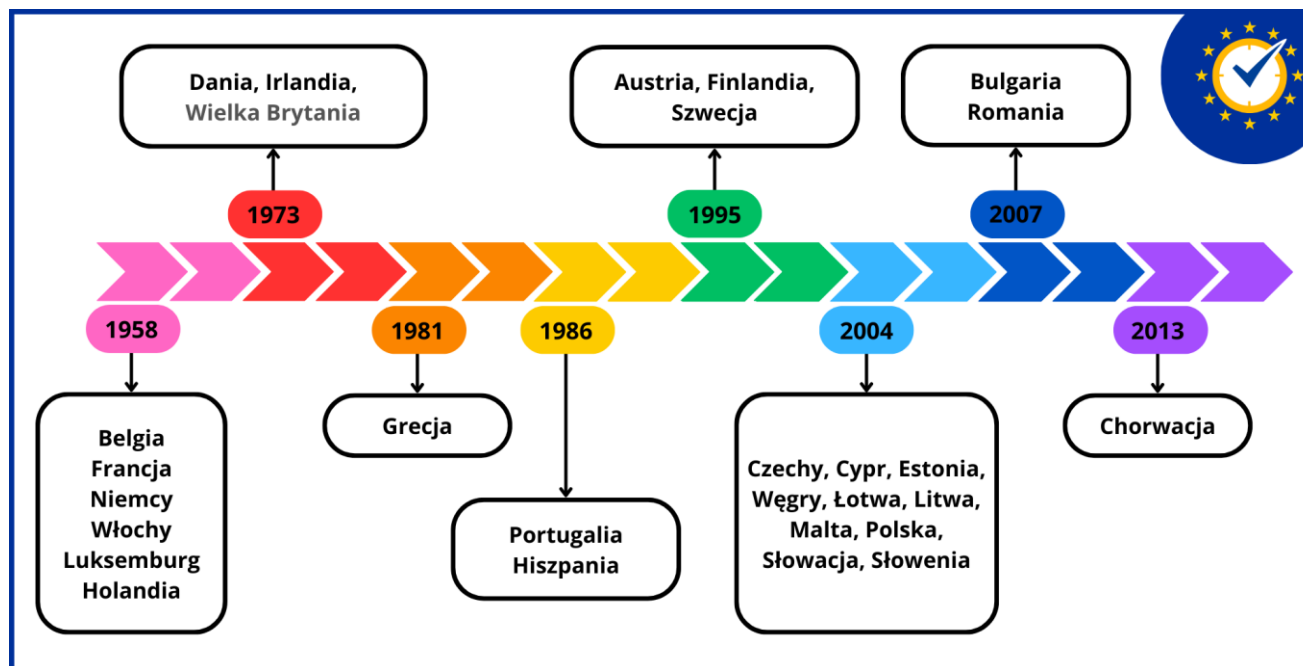 Dania, Irlandia,
Wielka Brytania
Austria, Finlandia,
Szwecja
Bulgaria
Romania
1973
1995
2007
1958
1981
1986
2004
2013
Belgia
Francja
Niemcy
Włochy
Luksemburg
Holandia
Grecja
Portugalia
Hiszpania
Czechy, Cypr, Estonia,
Węgry, Łotwa, Litwa,
Malta, Polska,
Słowacja, Słowenia
Chorwacja